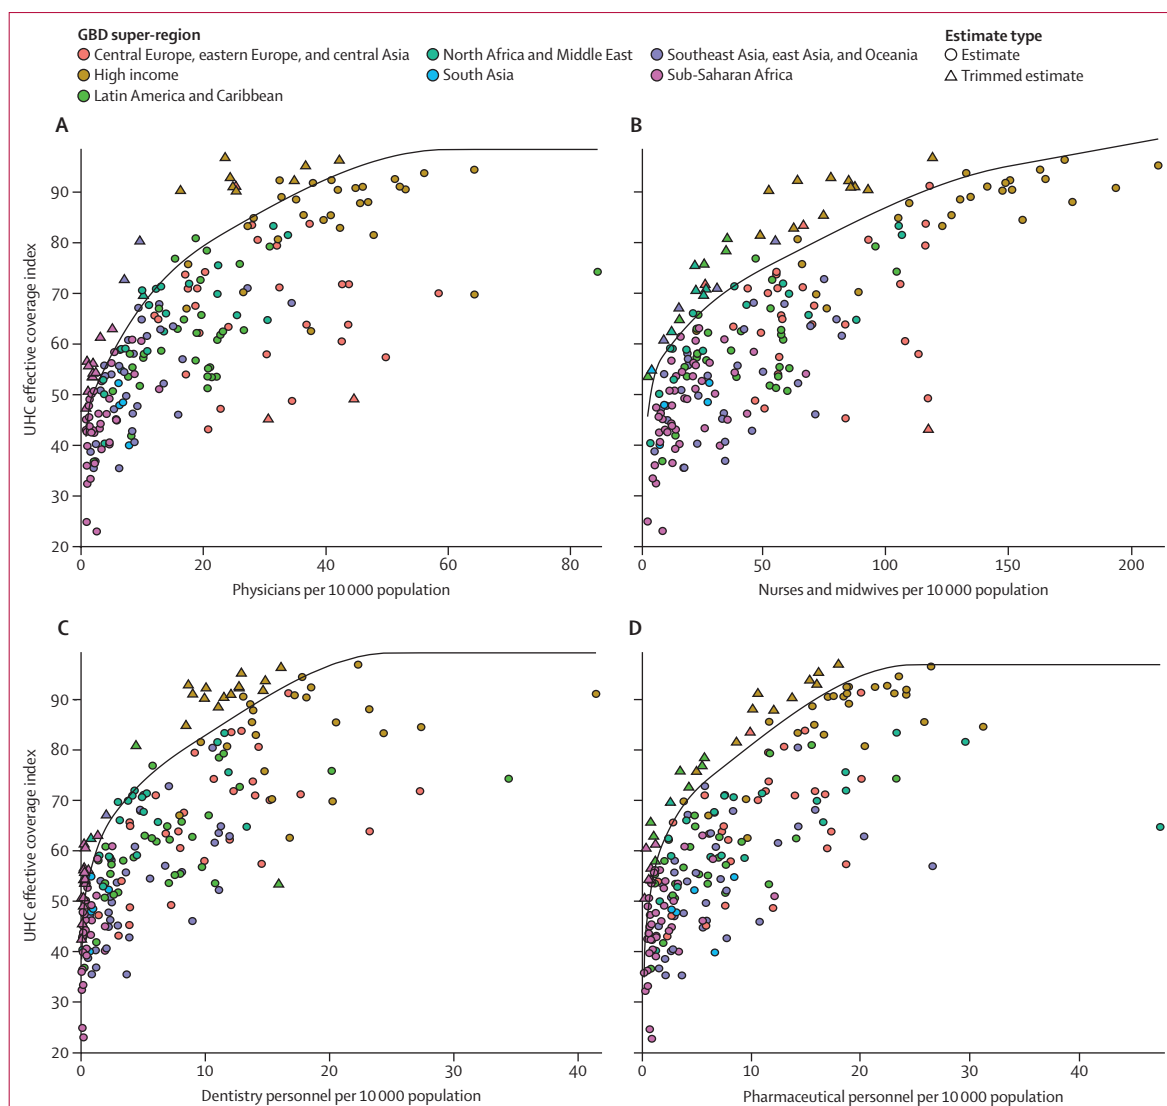 GBD super-region
Central Europe, eastern Europe, and central Asia
High income
Latin America and Caribbean
North Africa and Middle East
South Asia
Southeast Asia, east Asia, and Oceania
Sub-Saharan Africa
Estimate type
Estimate
Trimmed estimate
A
UHC effective coverage index
90
80
70
60
50
40
30
20
0
20
40
60
80
Physicians per 10 000 population
B
0
50
100
150
200
Nurses and midwives per 10 000 population
C
UHC effective coverage index
90
80
70
60
50
40
30
20
0
10
20
30
40
Dentistry personnel per 10 000 population
D
0
10
20
30
40
Pharmaceutical personnel per 10 000 population